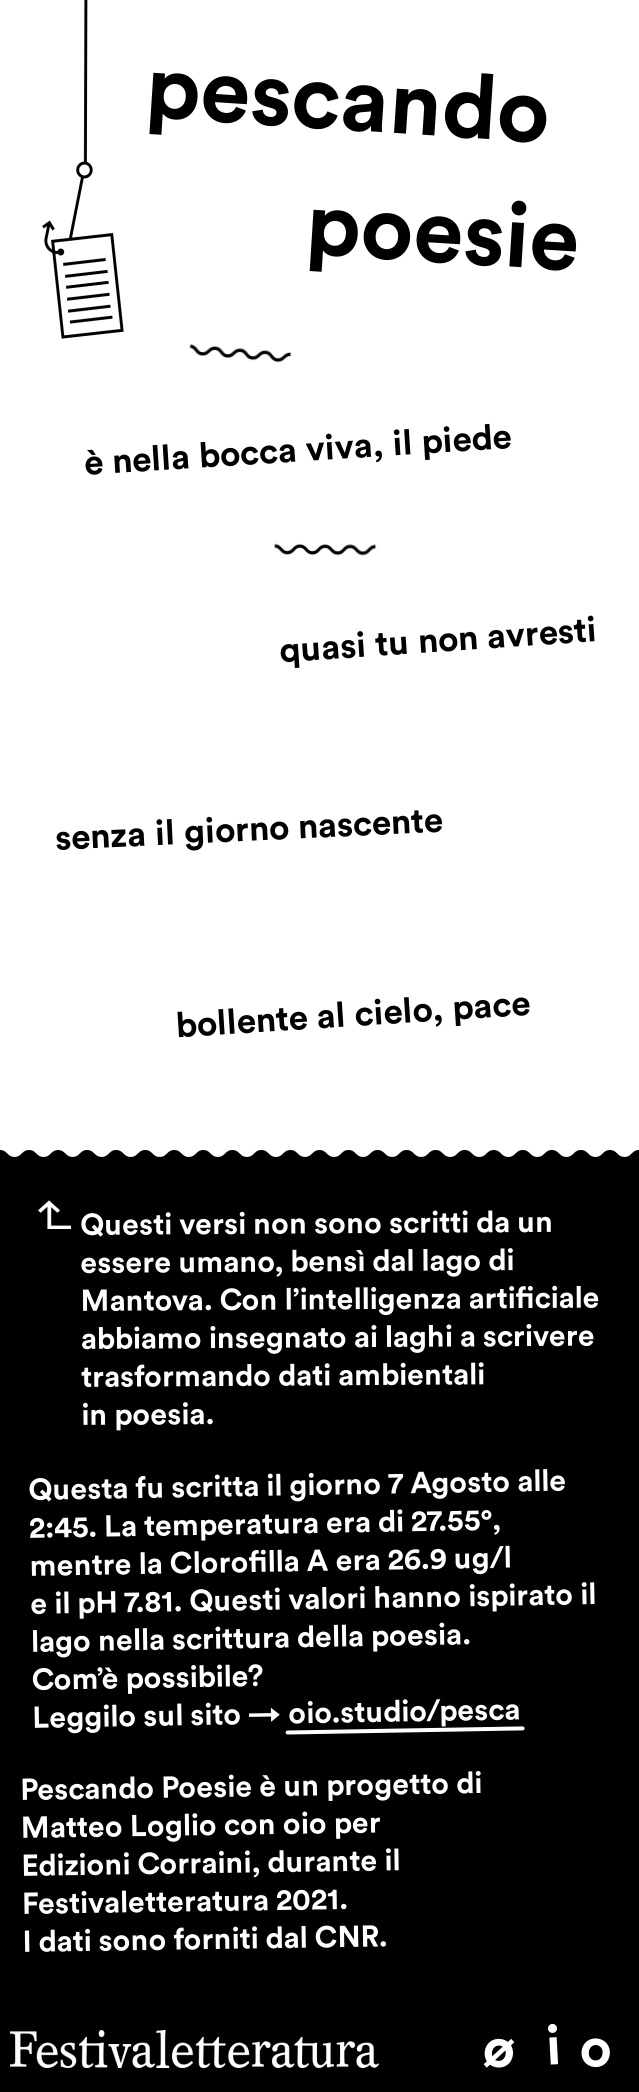 pescando
poesie
è nella bocca viva, il piede
quasi tu non avresti
senza il giorno nascente
bollente al cielo, pace
Questi versi non sono scritti da un
essere umano, bensì dal lago di
Mantova. Con l'intelligenza artificiale
abbiamo insegnato ai laghi a scrivere
trasformando dati ambientali
in poesia.
Questa fu scritta il giorno 7 Agosto alle
2:45. La temperatura era di 27.55°,
mentre la Clorofilla A era 26.9 ug/l
e il pH 7.81. Questi valori hanno ispirato il
lago nella scrittura della poesia.
Com'è possibile?
Leggilo sul sito → oio.studio/pesca
Pescando Poesie è un progetto di
Matteo Loglio con oio per
Edizioni Corraini, durante il
Festivaletteratura 2021.
I dati sono forniti dal CNR.
Festivaletteratura ø i o